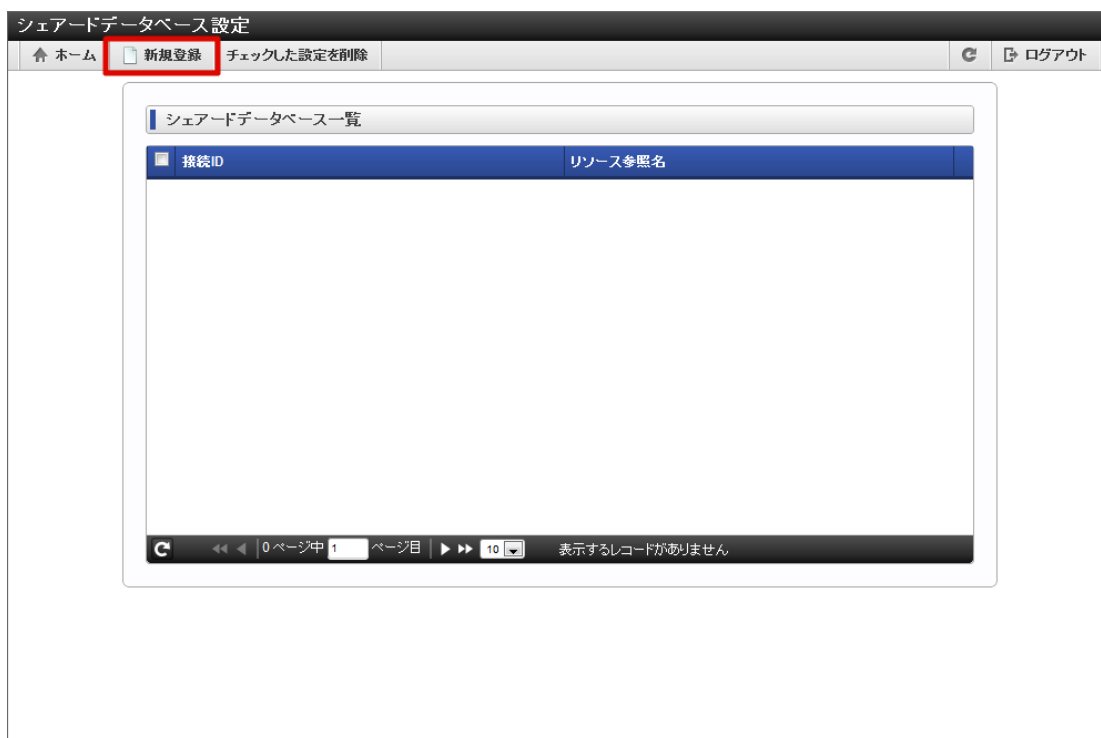 シェアードデータベース設定
ホーム 新規登録 チェックした設定を削除 ログアウト
シェアードデータベース一覧
接続ID リソース参照名
0 ページ中 1 ページ目 10 表示するレコードがありません